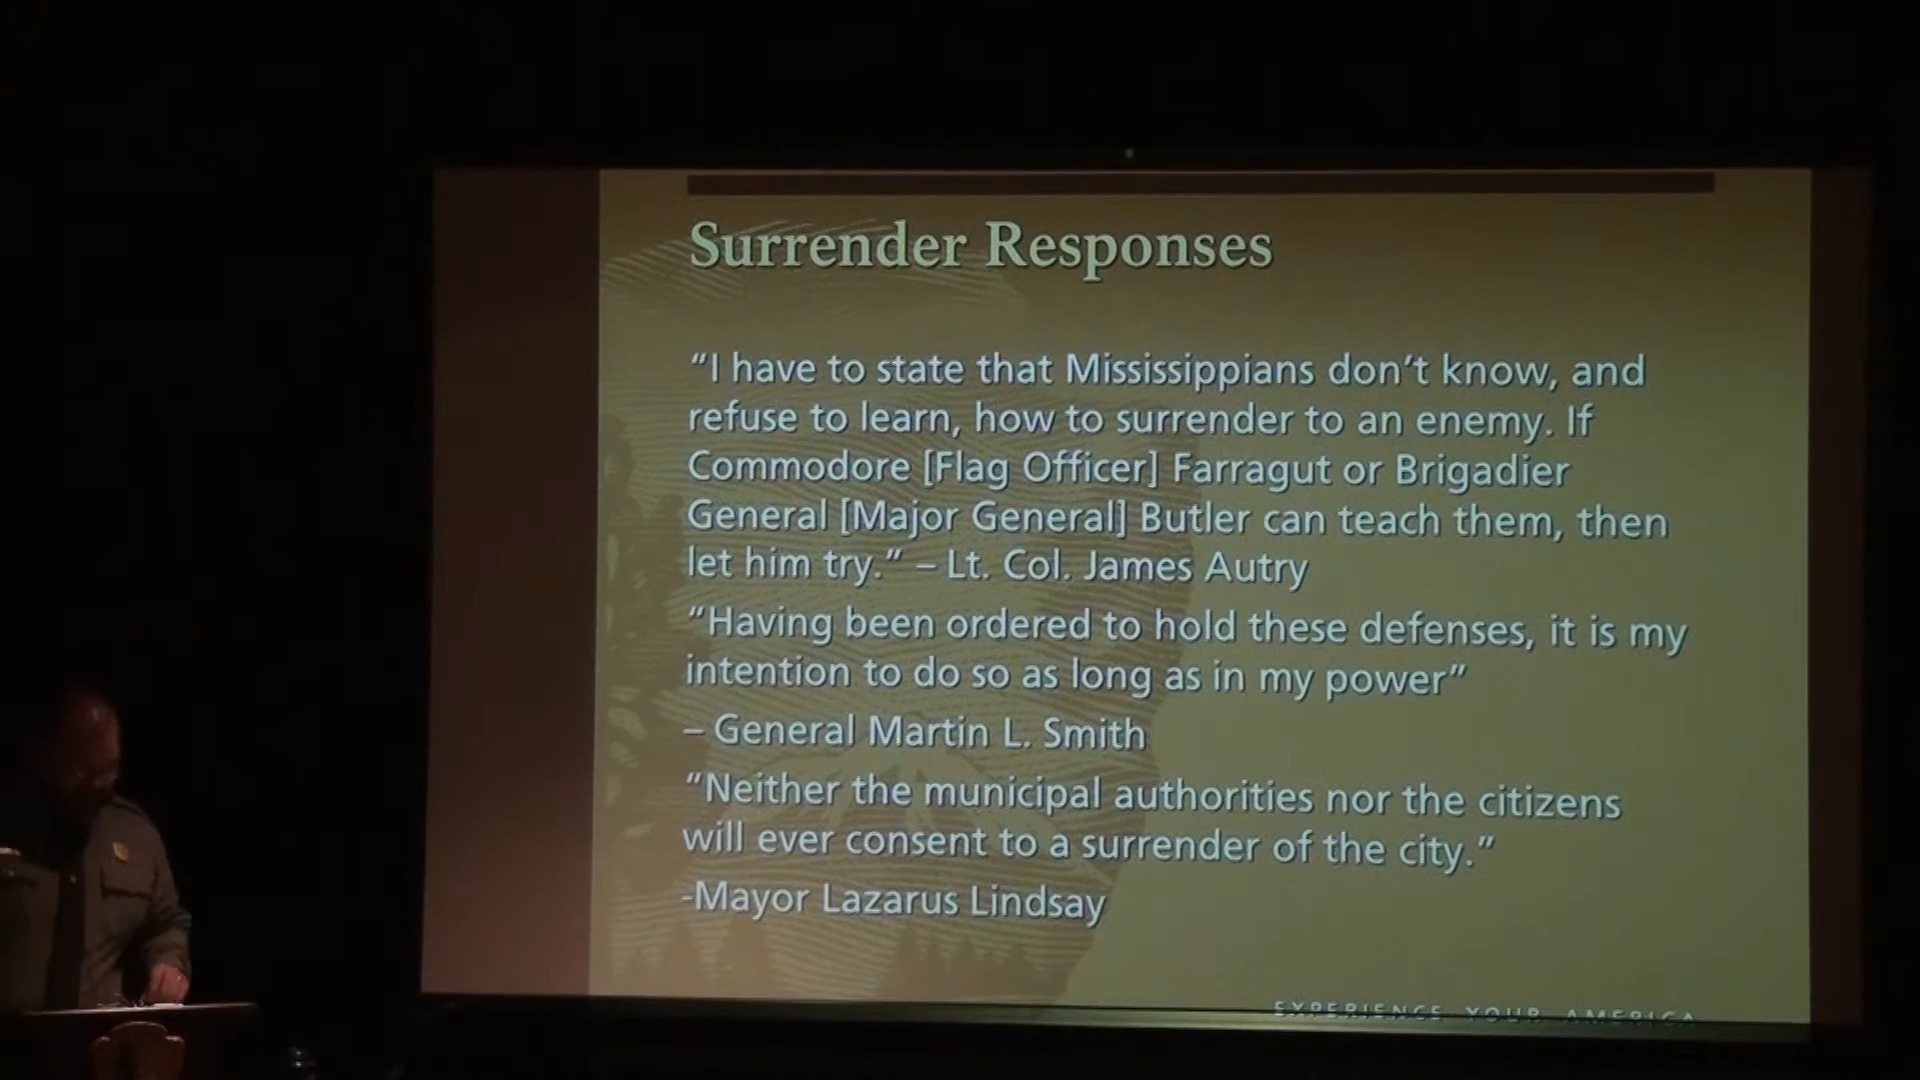 Surrender Responses
“I have to state that Mississippians don’t know, and
refuse to learn, how to surrender to an enemy. If
Commodore [Flag Officer] Farragut or Brigadier
General [Major General] Butler can teach them, then
let him try.” – Lt. Col. James Autry
“Having been ordered to hold these defenses, it is my
intention to do so as long as in my power”
– General Martin L. Smith
“Neither the municipal authorities nor the citizens
will ever consent to a surrender of the city.”
-Mayor Lazarus Lindsay
EXPERIENCE YOUR AMERICA